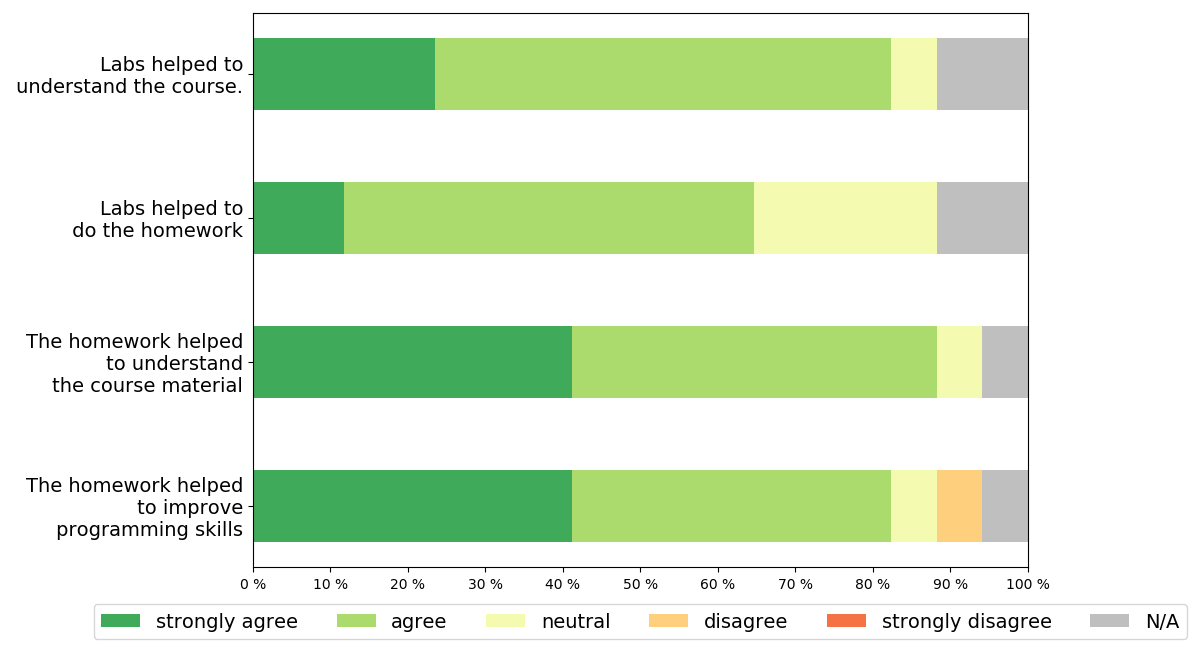 Labs helped to
understand the course.
Labs helped to
do the homework
The homework helped
to understand
the course material
The homework helped
to improve
programming skills
0 % 10 % 20 % 30 % 40 % 50 % 60 % 70 % 80 % 90 % 100 %
strongly agree agree neutral disagree strongly disagree N/A